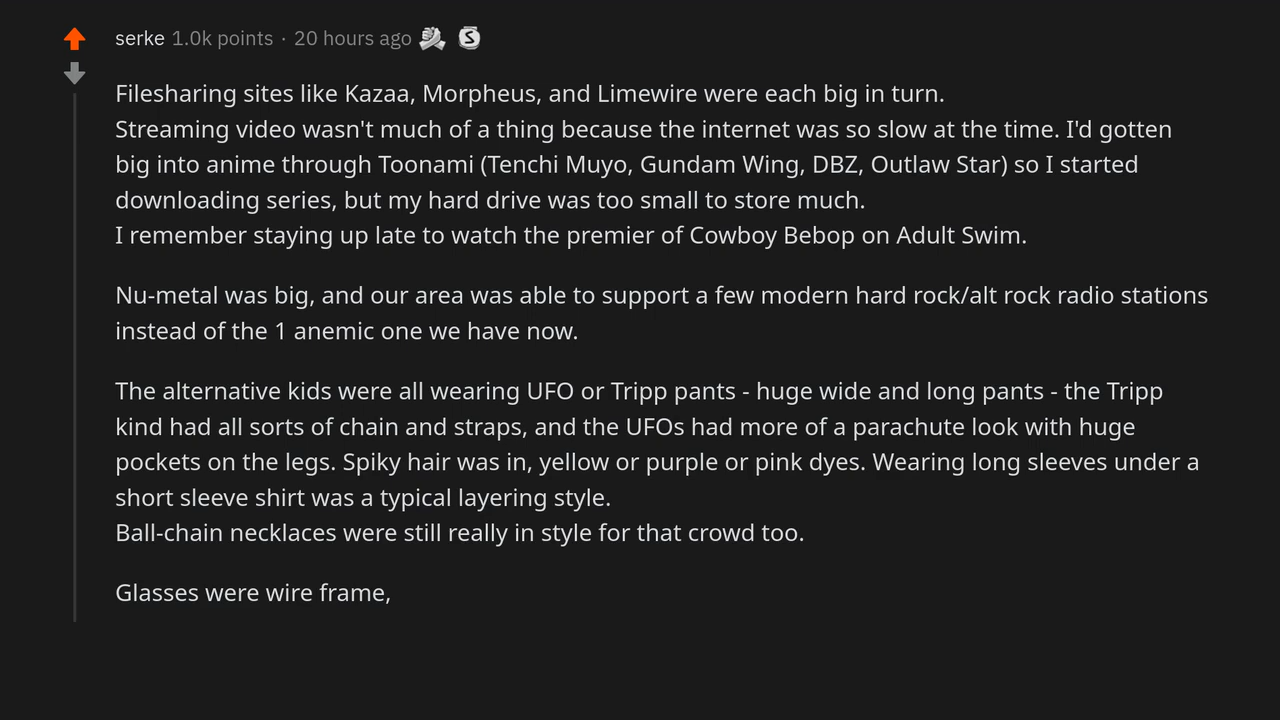 serke 1.0k points · 20 hours ago
Filesharing sites like Kazaa, Morpheus, and Limewire were each big in turn.
Streaming video wasn't much of a thing because the internet was so slow at the time. I'd gotten
big into anime through Toonami (Tenchi Muyo, Gundam Wing, DBZ, Outlaw Star) so I started
downloading series, but my hard drive was too small to store much.
I remember staying up late to watch the premier of Cowboy Bebop on Adult Swim.
Nu-metal was big, and our area was able to support a few modern hard rock/alt rock radio stations
instead of the 1 anemic one we have now.
The alternative kids were all wearing UFO or Tripp pants - huge wide and long pants - the Tripp
kind had all sorts of chain and straps, and the UFOs had more of a parachute look with huge
pockets on the legs. Spiky hair was in, yellow or purple or pink dyes. Wearing long sleeves under a
short sleeve shirt was a typical layering style.
Ball-chain necklaces were still really in style for that crowd too.
Glasses were wire frame,